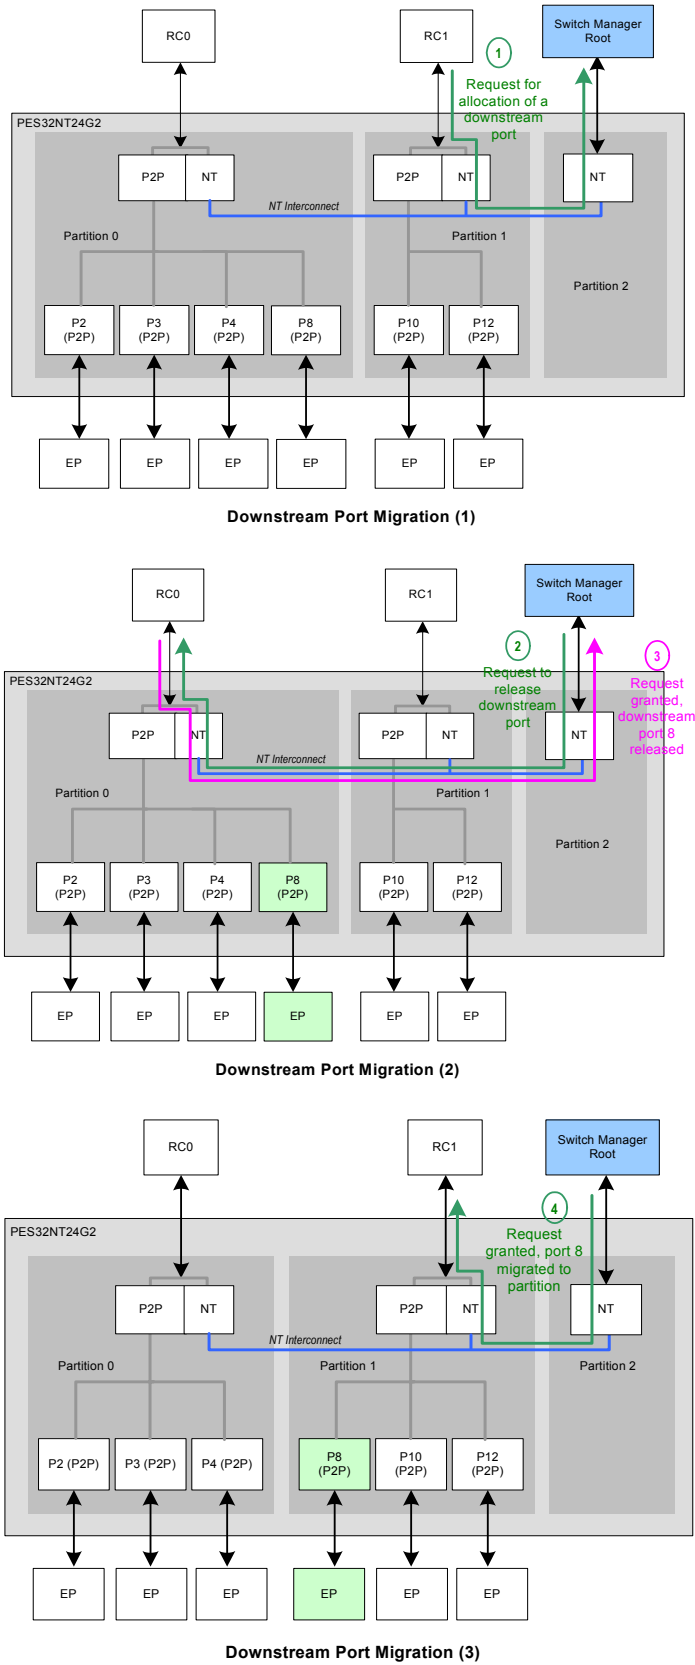 RC0
RC1
1
Switch Manager
Root
Request for
allocation of a
downstream
port
PES32NT24G2
P2P
NT
P2P
NT
NT
NT Interconnect
Partition 0
Partition 1
Partition 2
P2
(P2P)
P3
(P2P)
P4
(P2P)
P8
(P2P)
P10
(P2P)
P12
(P2P)
EP
EP
EP
EP
EP
EP
Downstream Port Migration (1)
RC0
RC1
Switch Manager
Root
2
Request to
release
downstream
port
3
Request
granted,
downstream
port 8
released
PES32NT24G2
P2P
NT
P2P
NT
NT
NT Interconnect
Partition 0
Partition 1
Partition 2
P2
(P2P)
P3
(P2P)
P4
(P2P)
P8
(P2P)
P10
(P2P)
P12
(P2P)
EP
EP
EP
EP
EP
EP
Downstream Port Migration (2)
RC0
RC1
Switch Manager
Root
4
Request
granted, port 8
migrated to
partition
PES32NT24G2
P2P
NT
P2P
NT
NT
NT Interconnect
Partition 0
Partition 1
Partition 2
P2 (P2P)
P3 (P2P)
P4 (P2P)
P8
(P2P)
P10
(P2P)
P12
(P2P)
EP
EP
EP
EP
EP
EP
Downstream Port Migration (3)